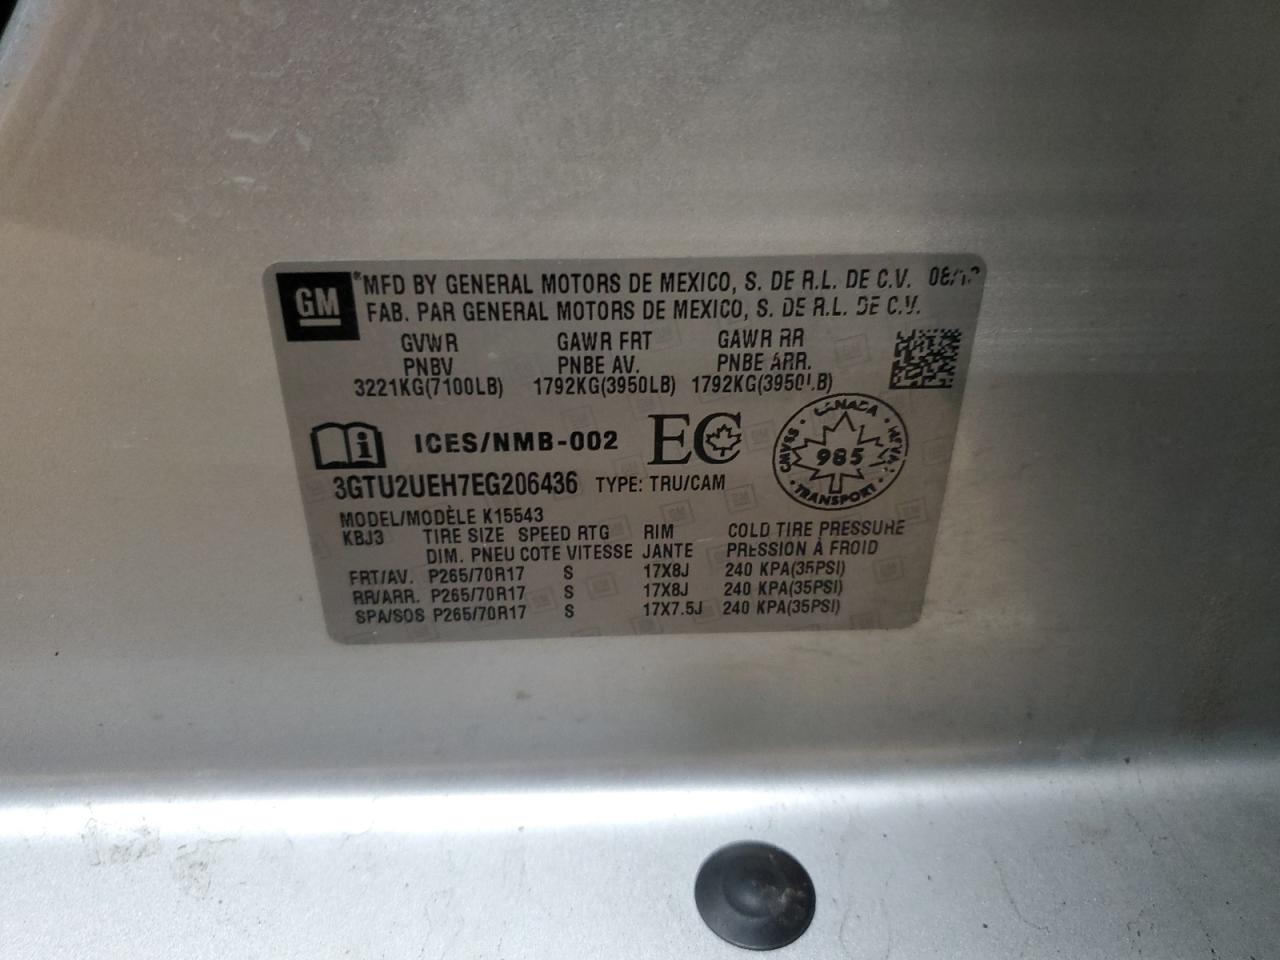 GM
®MFD BY GENERAL MOTORS DE MEXICO, S. DE R.L. DE C.V.
FAB. PAR GENERAL MOTORS DE MEXICO, S. DE R.L. DE C.V.
GVWR GAWR FRT GAWR RR
PNBV PNBE AV. PNBE ARR.
3221KG(7100LB) 1792KG(3950LB) 1792KG(3950LB)
i ICES/NMB-002 EC
CANADA
CMVSS 985 NSVAC
TRANSPORT
3GTU2UEH7EG206436 TYPE: TRU/CAM
MODEL/MODÈLE K15543
KBJ3 TIRE SIZE SPEED RTG RIM COLD TIRE PRESSURE
DIM. PNEU COTE VITESSE JANTE PRESSION À FROID
FRT/AV. P265/70R17 S 17X8J 240 KPA(35PSI)
RR/ARR. P265/70R17 S 17X8J 240 KPA(35PSI)
SPA/SOS P265/70R17 S 17X7.5J 240 KPA(35PSI)